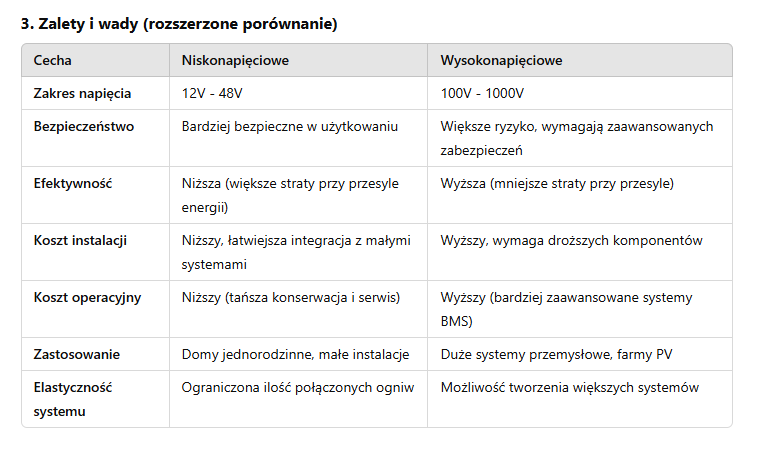 3. Zalety i wady (rozszerzone porównanie)
Cecha Niskonapięciowe Wysokonapięciowe
Zakres napięcia 12V - 48V 100V - 1000V
Bezpieczeństwo Bardziej bezpieczne w użytkowaniu Większe ryzyko, wymagają zaawansowanych
zabezpieczeń
Efektywność Niższa (większe straty przy przesyle Wyższa (mniejsze straty przy przesyle)
energii)
Koszt instalacji Niższy, łatwiejsza integracja z małymi Wyższy, wymaga droższych komponentów
systemami
Koszt operacyjny Niższy (tańsza konserwacja i serwis) Wyższy (bardziej zaawansowane systemy
BMS)
Zastosowanie Domy jednorodzinne, małe instalacje Duże systemy przemysłowe, farmy PV
Elastyczność Ograniczona ilość połączonych ogniw Możliwość tworzenia większych systemów
systemu